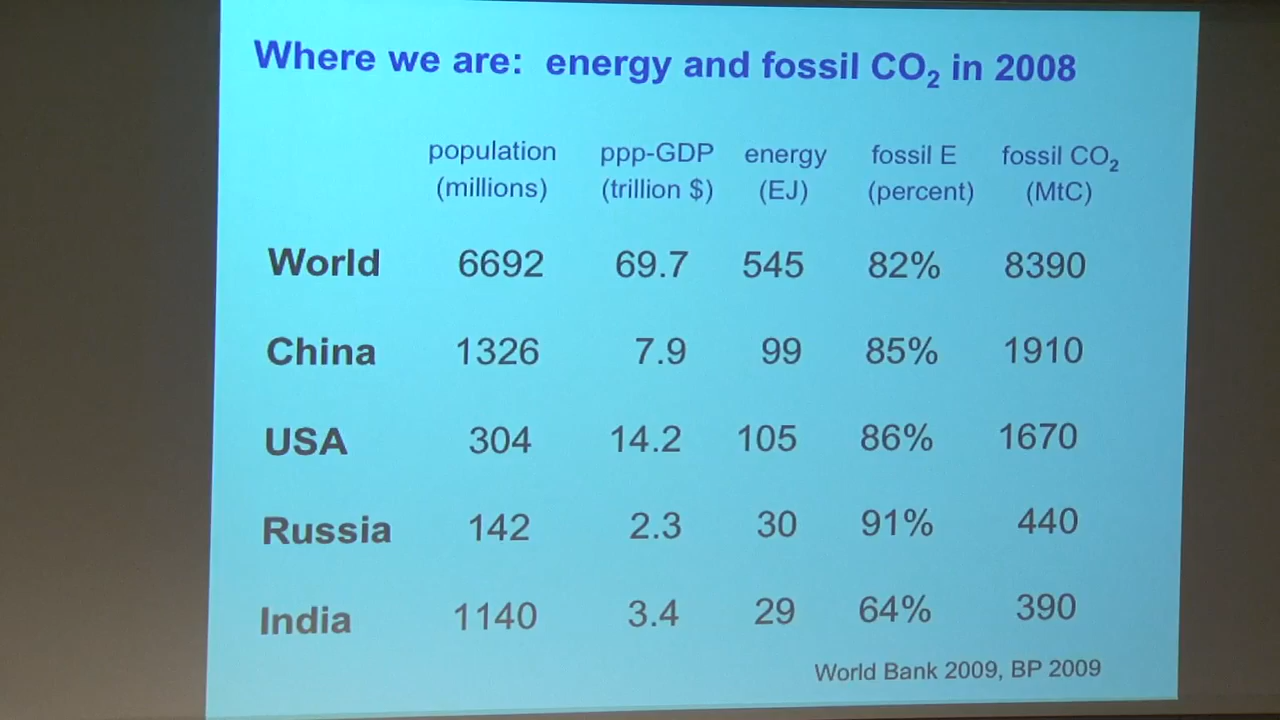 Where we are: energy and fossil CO₂ in 2008
population ppp-GDP energy fossil E fossil CO₂
(millions) (trillion $) (EJ) (percent) (MtC)
World 6692 69.7 545 82% 8390
China 1326 7.9 99 85% 1910
USA 304 14.2 105 86% 1670
Russia 142 2.3 30 91% 440
India 1140 3.4 29 64% 390
World Bank 2009, BP 2009